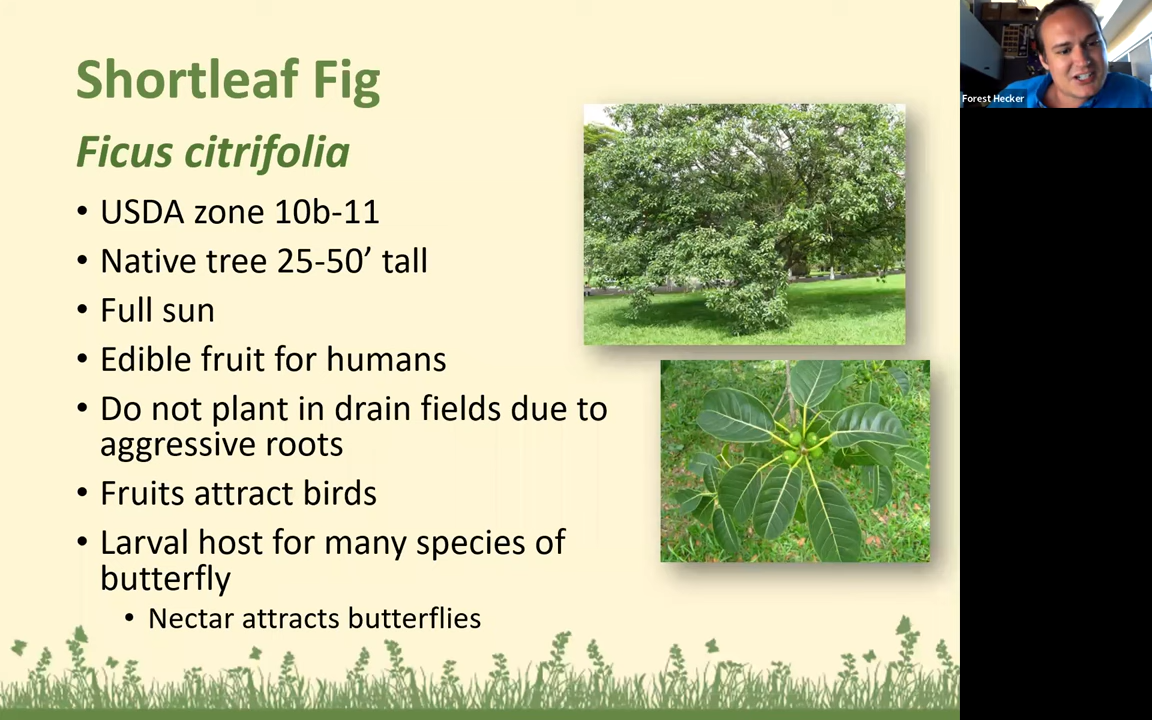 Shortleaf Fig
Ficus citrifolia
• USDA zone 10b-11
• Native tree 25-50’ tall
• Full sun
• Edible fruit for humans
• Do not plant in drain fields due to
aggressive roots
• Fruits attract birds
• Larval host for many species of
butterfly
• Nectar attracts butterflies
Forest Hecker